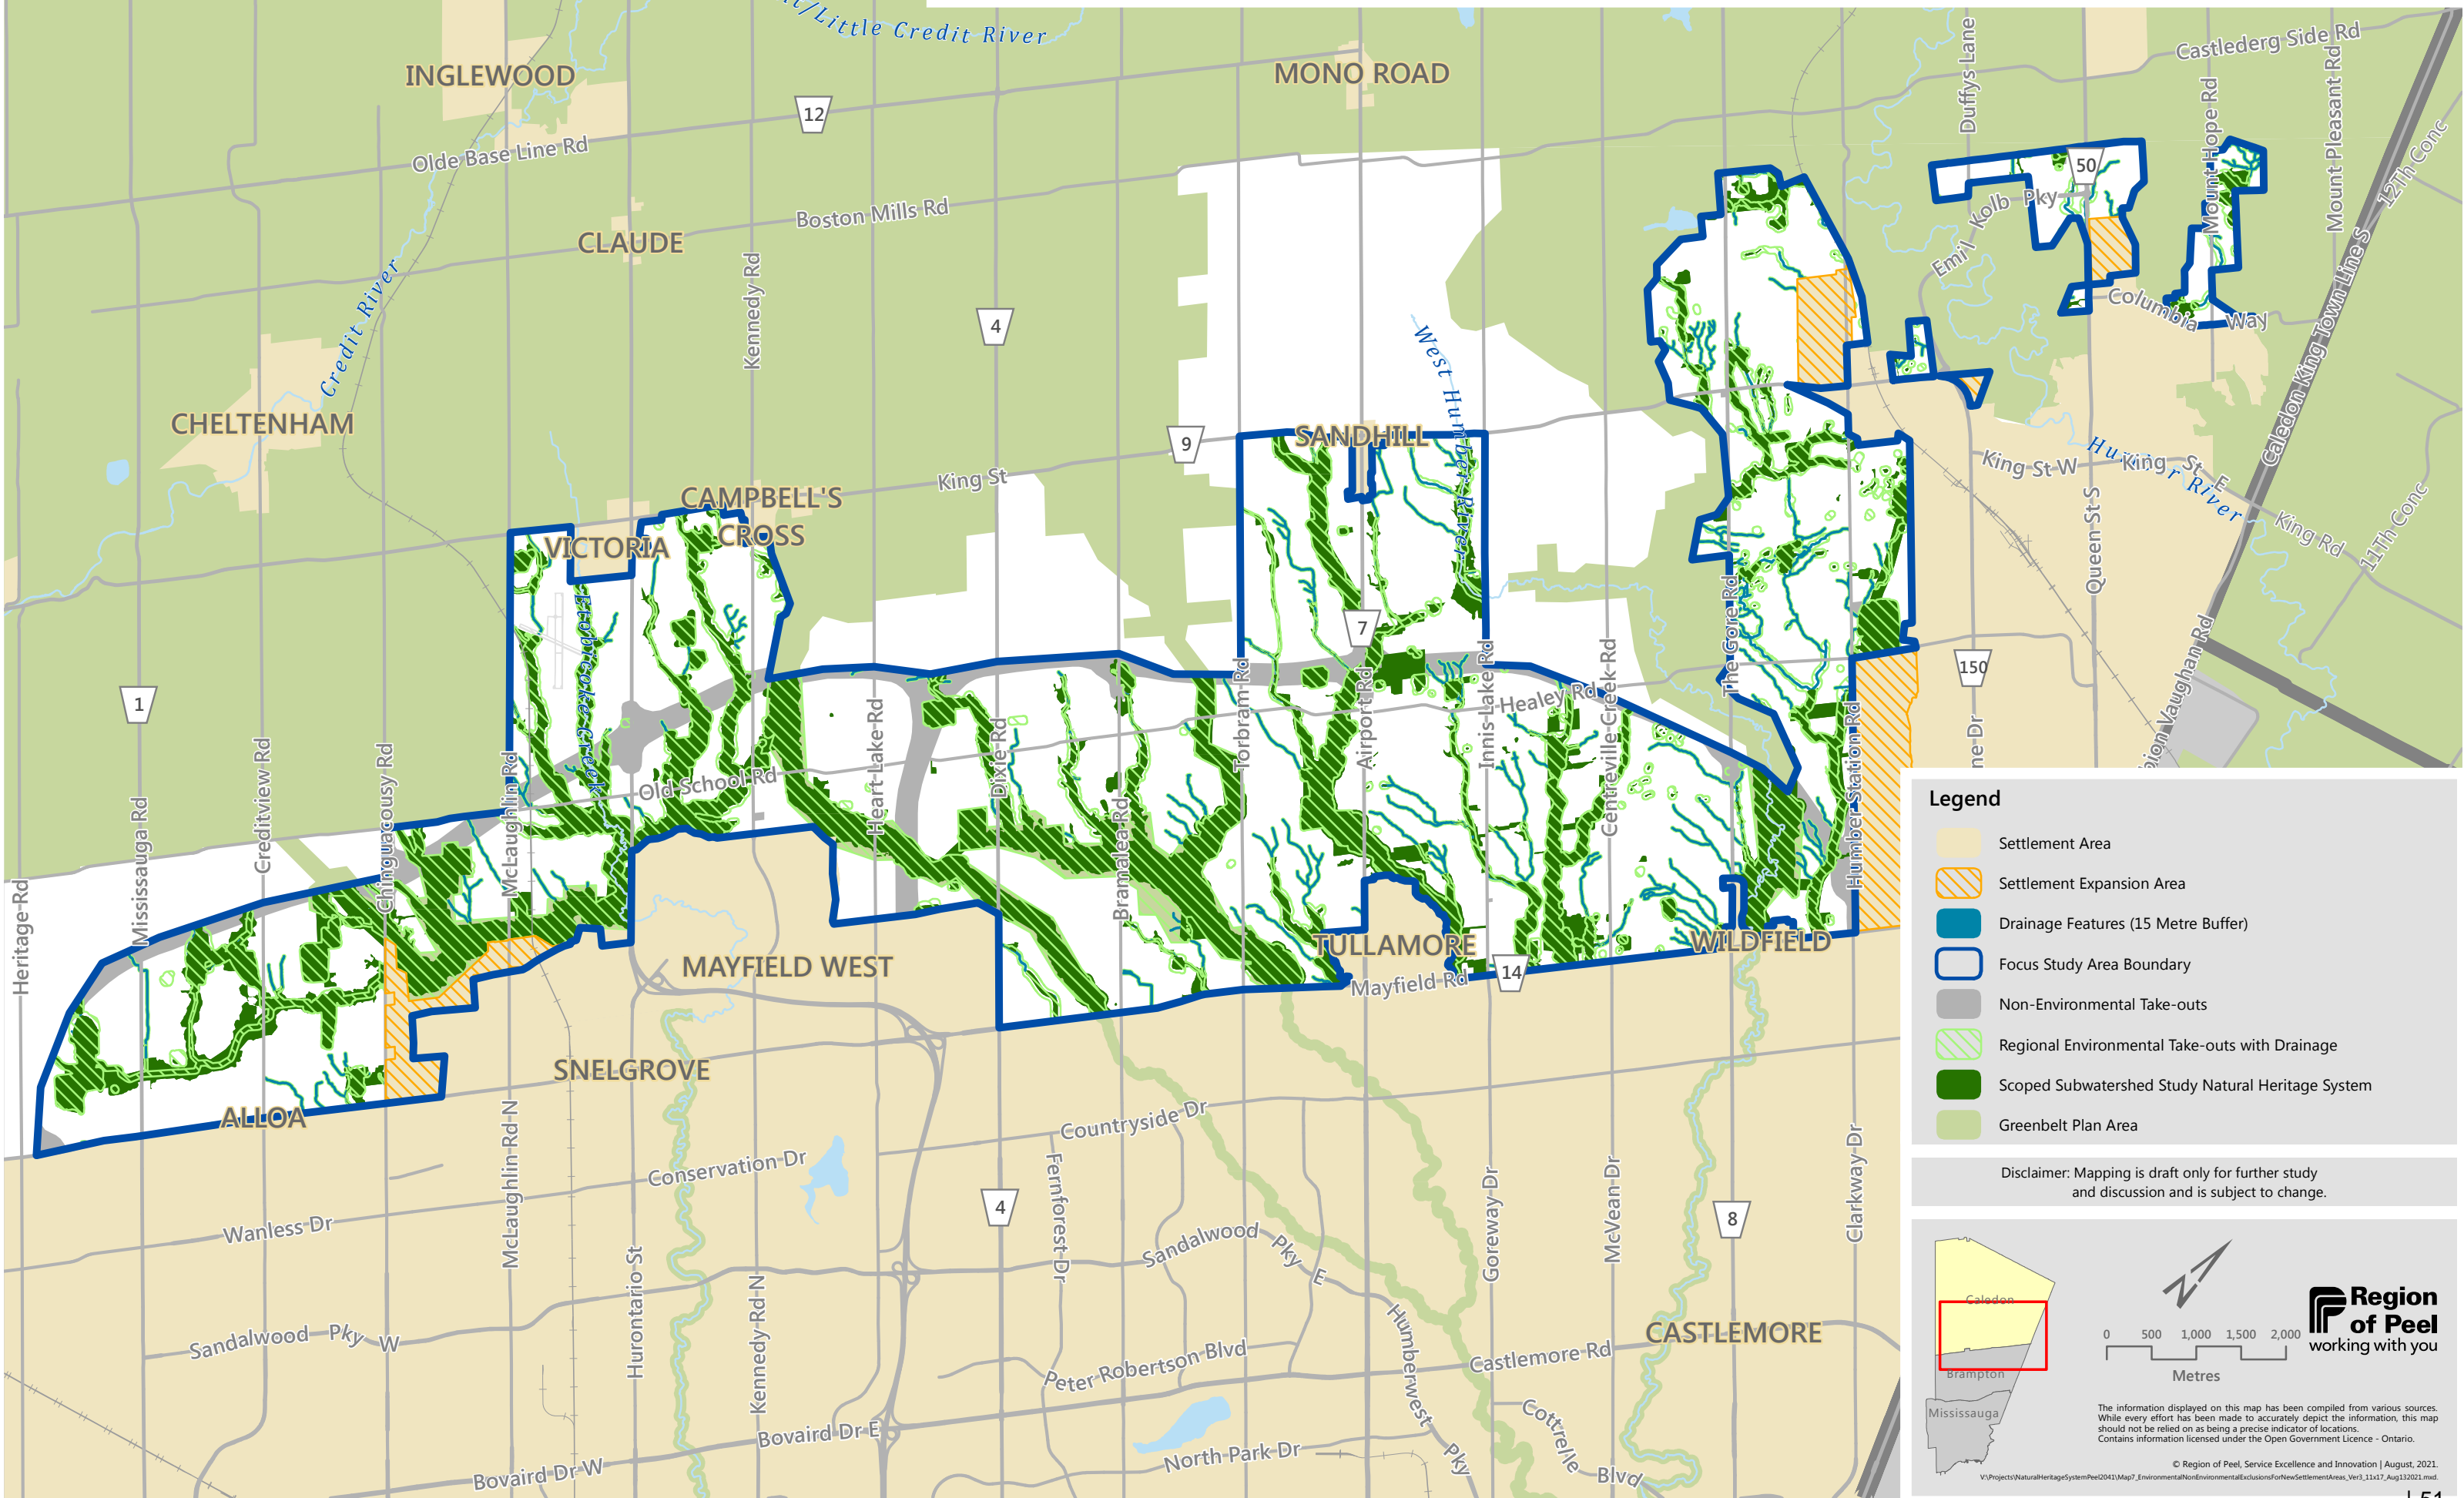 t/Little Credit River
Castlederg Side Rd
INGLEWOOD
MONO ROAD
Duffys Lane
12
Olde Base Line Rd
Mount Hope Rd
Mount Pleasant Rd
12Th Conc
50
Emil Kolb Pky
Boston Mills Rd
CLAUDE
Credit River
Kennedy Rd
4
Columbia Way
Caledon King Town Line S
West Humber River
CHELTENHAM
9
SANDHILL
King St
King St W
King St E
Humber River
King Rd
11Th Conc
Queen St S
CAMPBELL'S
CROSS
VICTORIA
Etobicoke Creek
7
The Gore Rd
150
1
Healey Rd
Torbram Rd
Airport Rd
Innis Lake Rd
Centreville Creek Rd
Humber Station Rd
ne Dr
bion Vaughan Rd
Old School Rd
Heart Lake Rd
Dixie Rd
Bramalea Rd
Heritage Rd
Mississauga Rd
Creditview Rd
Chinguacousy Rd
McLaughlin Rd
MAYFIELD WEST
TULLAMORE
WILDFIELD
14
Mayfield Rd
SNELGROVE
ALLOA
Countryside Dr
Conservation Dr
Fernforest Dr
4
8
Wanless Dr
McLaughlin Rd N
Hurontario St
Kennedy Rd N
Sandalwood Pky E
Goreway Dr
McVean Dr
Clarkway Dr
Sandalwood Pky W
Humberwest Pky
CASTLEMORE
Castlemore Rd
Peter Robertson Blvd
Bovaird Dr E
Bovaird Dr W
North Park Dr
Cottrelle Blvd
Legend
Settlement Area
Settlement Expansion Area
Drainage Features (15 Metre Buffer)
Focus Study Area Boundary
Non-Environmental Take-outs
Regional Environmental Take-outs with Drainage
Scoped Subwatershed Study Natural Heritage System
Greenbelt Plan Area
Disclaimer: Mapping is draft only for further study
and discussion and is subject to change.
Caledon
Brampton
Mississauga
N
0 500 1,000 1,500 2,000
Metres
Region
of Peel
working with you
The information displayed on this map has been compiled from various sources.
While every effort has been made to accurately depict the information, this map
should not be relied on as being a precise indicator of locations.
Contains information licensed under the Open Government Licence - Ontario.
© Region of Peel, Service Excellence and Innovation | August, 2021.
V:\Projects\NaturalHeritageSystemPeel2041\Map7_EnvironmentalNonEnvironmentalExclusionsForNewSettlementAreas_Ver3_11x17_Aug132021.mxd.
| 51